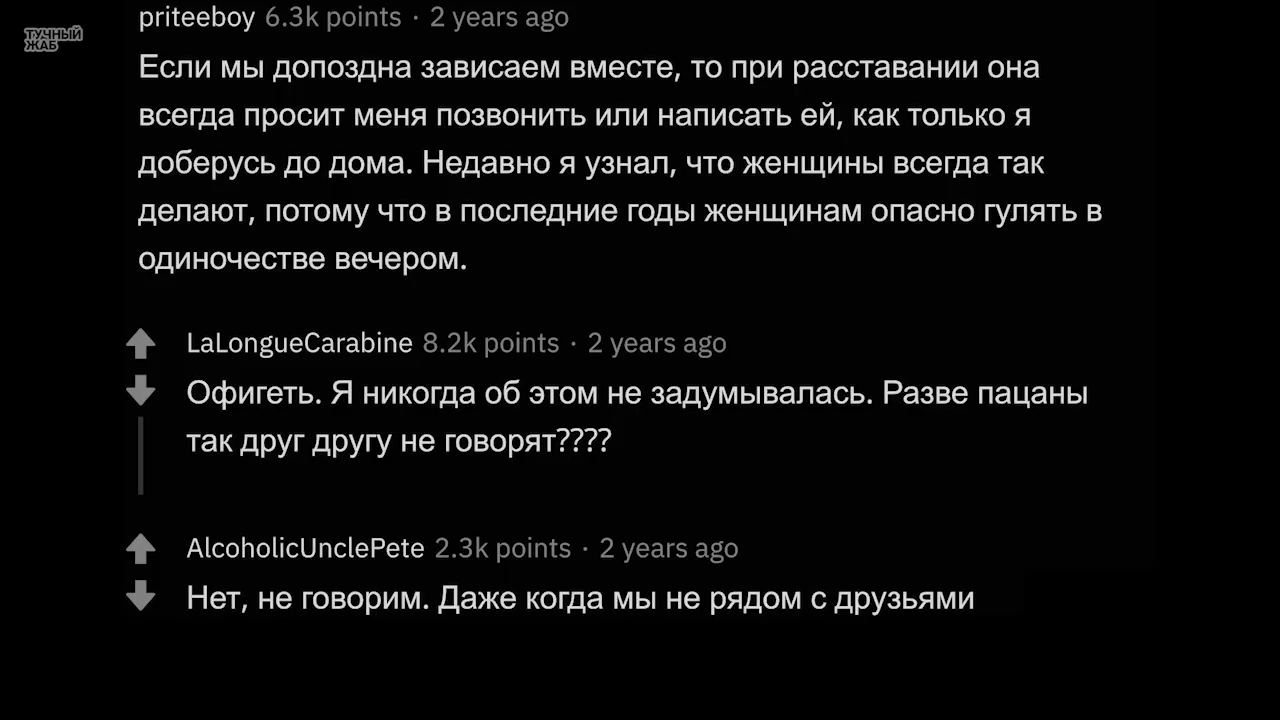 ТУЧНЫЙ
ЖАБ
priteeboy 6.3k points · 2 years ago
Если мы допоздна зависаем вместе, то при расставании она
всегда просит меня позвонить или написать ей, как только я
доберусь до дома. Недавно я узнал, что женщины всегда так
делают, потому что в последние годы женщинам опасно гулять в
одиночестве вечером.
LaLongueCarabine 8.2k points · 2 years ago
Офигеть. Я никогда об этом не задумывалась. Разве пацаны
так друг другу не говорят????
AlcoholicUnclePete 2.3k points · 2 years ago
Нет, не говорим. Даже когда мы не рядом с друзьями